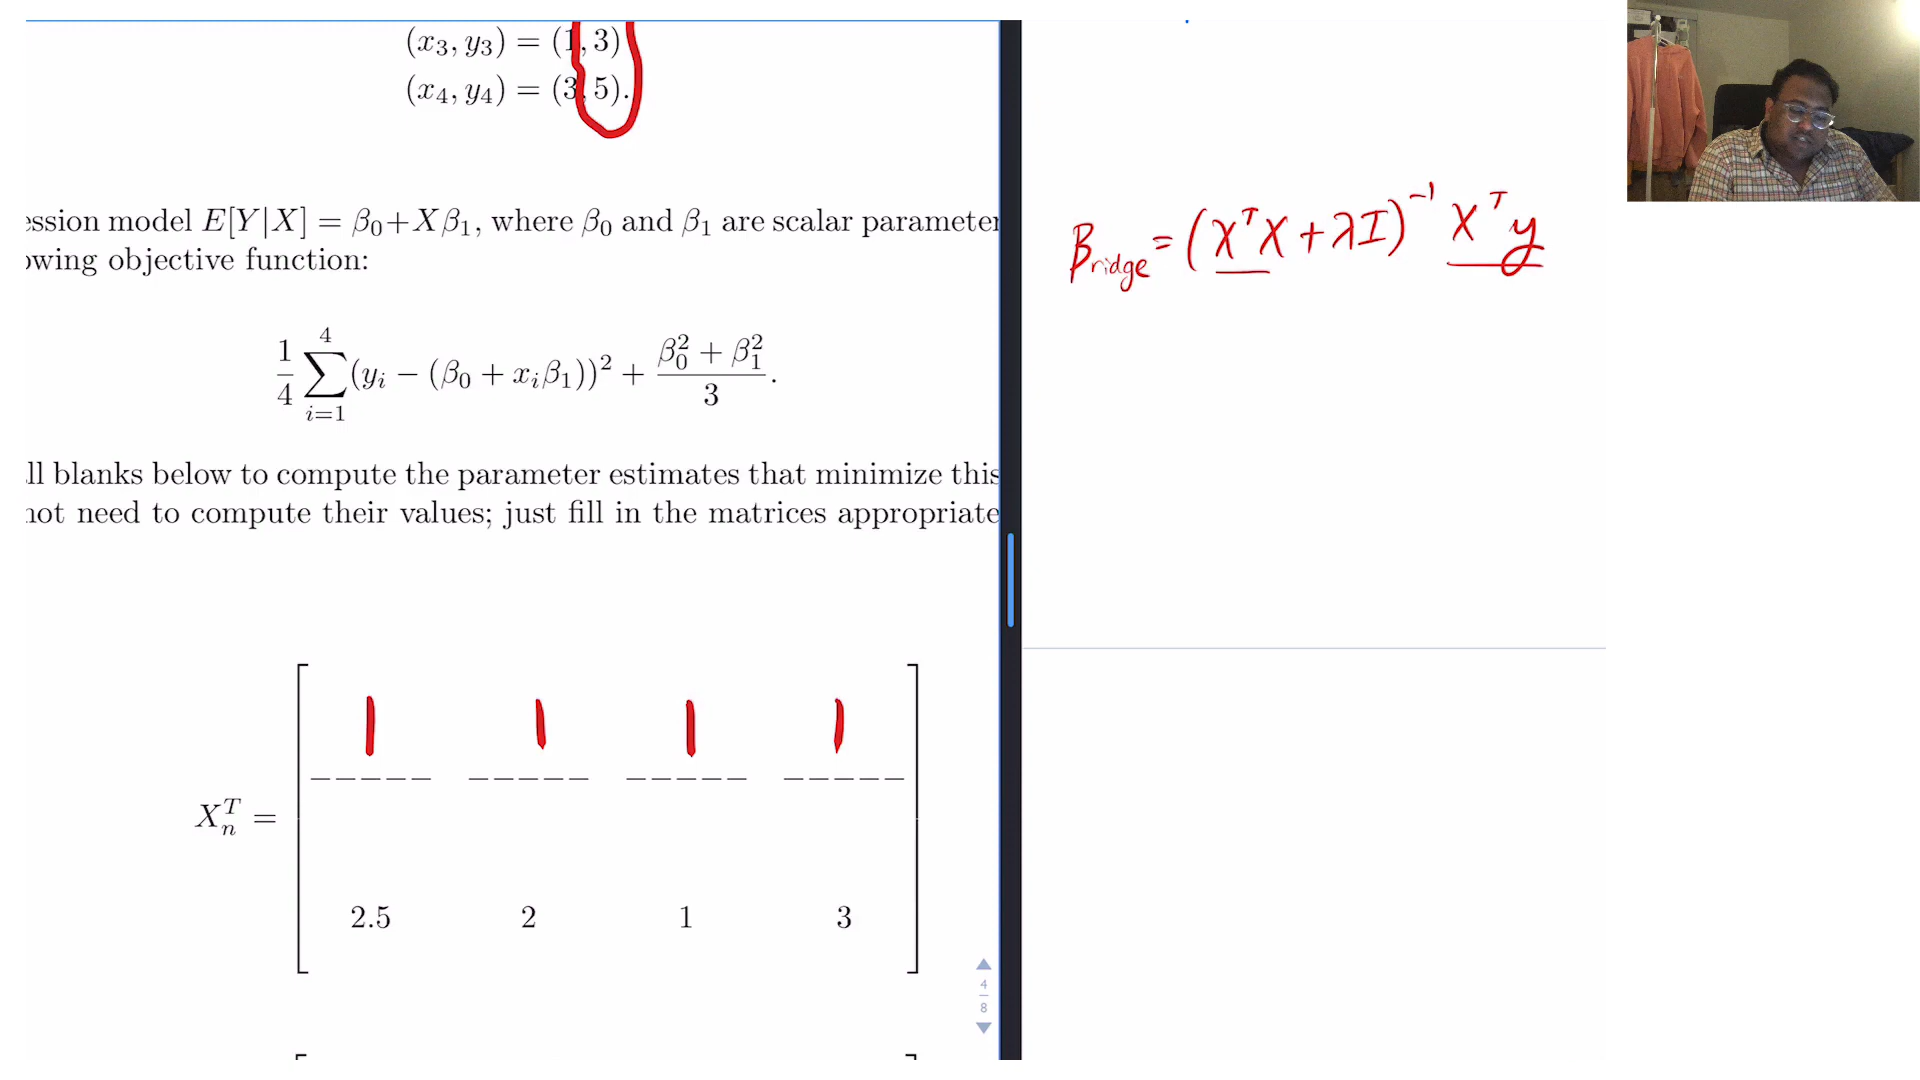 (x₃, y₃) = (1, 3)
(x₄, y₄) = (3, 5).
ession model E[Y|X] = β₀+Xβ₁, where β₀ and β₁ are scalar parameter
owing objective function:
1/4 ∑_{i=1}^{4} (yᵢ − (β₀ + xᵢβ₁))² + (β₀² + β₁²)/3.
ll blanks below to compute the parameter estimates that minimize this
not need to compute their values; just fill in the matrices appropriate
1 1 1 1
X_n^T =
2.5 2 1 3
4
8
β_ridge = (XᵀX + λI)⁻¹ Xᵀy